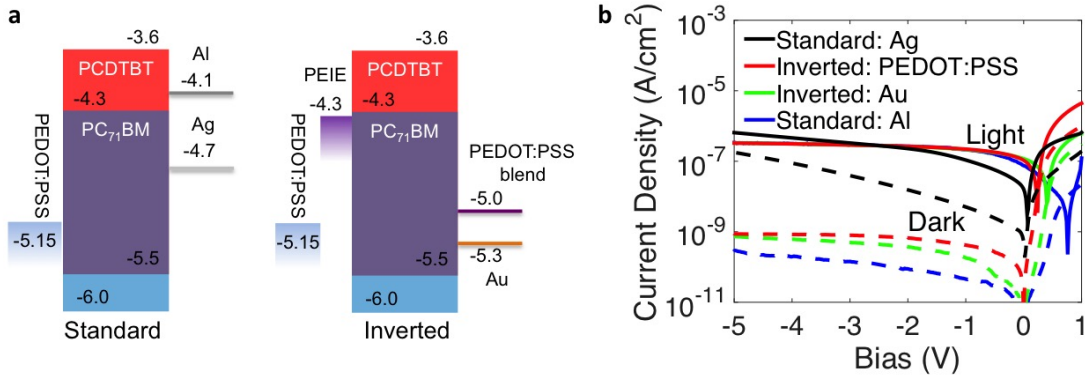 a
-3.6
PCDTBT
-4.3
Al
-4.1
PC71BM
Ag
-4.7
PEDOT:PSS
-5.15
-5.5
-6.0
Standard
-3.6
PEIE
-4.3
PCDTBT
-4.3
PC71BM
PEDOT:PSS
-5.15
PEDOT:PSS
blend
-5.0
-5.3
Au
-5.5
-6.0
Inverted
b
Current Density (A/cm2)
10-3
10-5
10-7
10-9
10-11
Standard: Ag
Inverted: PEDOT:PSS
Inverted: Au
Standard: Al
Light
Dark
-5 -4 -3 -2 -1 0 1
Bias (V)